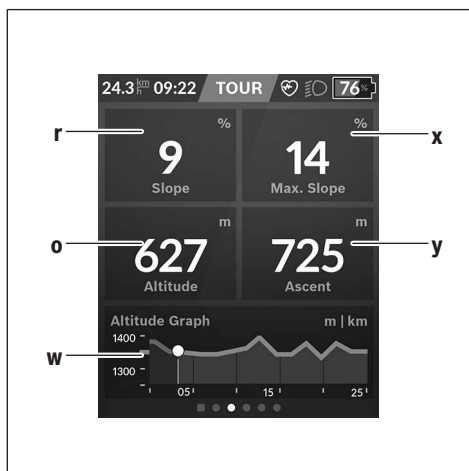 24.3 km/h 09:22 TOUR 76%
r % % x
9 14
Slope Max. Slope
o m m y
627 725
Altitude Ascent
Altitude Graph m | km
w 1400
1300
05 15 25